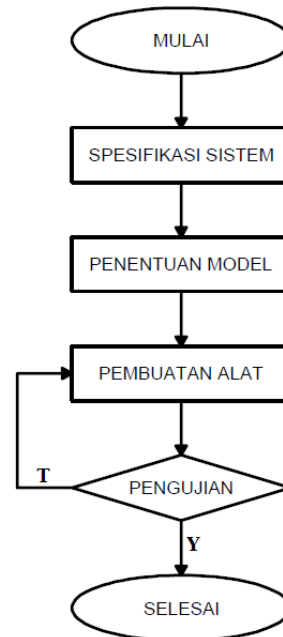 MULAI
SPESIFIKASI SISTEM
PENENTUAN MODEL
PEMBUATAN ALAT
T
PENGUJIAN
Y
SELESAI